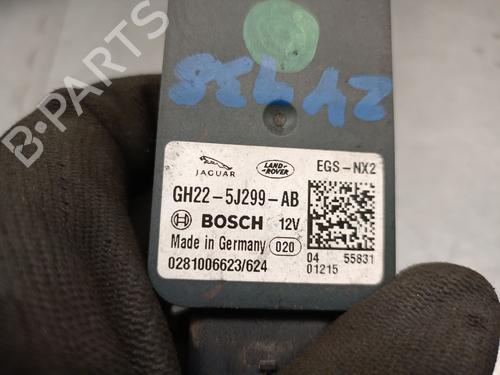 B-PARTS
JAGUAR
LAND-
ROVER
EGS-NX2
GH22-5J299-AB
BOSCH 12V
Made in Germany 020
04 55831
0281006623/624 01215